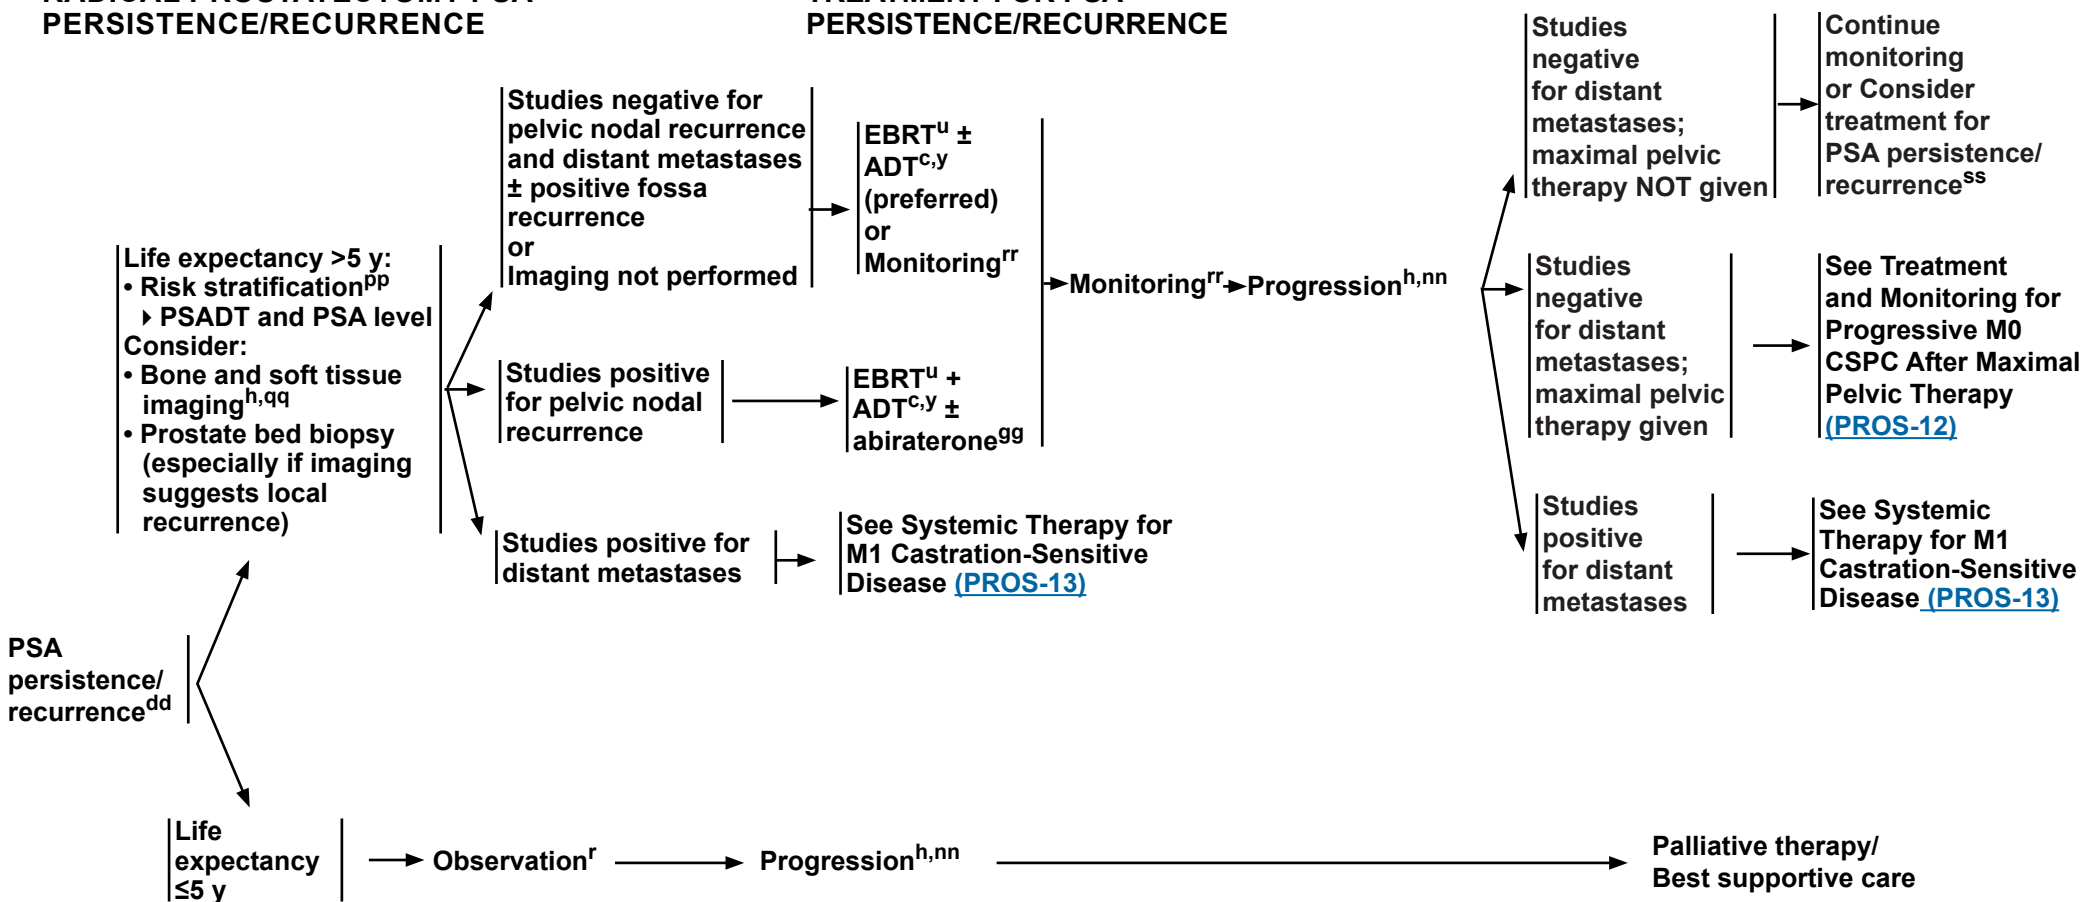 RADICAL PROSTATECTOMY PSA
PERSISTENCE/RECURRENCE
TREATMENT FOR PSA
PERSISTENCE/RECURRENCE
PSA
persistence/
recurrencedd
Life expectancy >5 y:
• Risk stratificationpp
PSADT and PSA level
Consider:
• Bone and soft tissue
imagingh,qq
• Prostate bed biopsy
(especially if imaging
suggests local
recurrence)
Studies negative for
pelvic nodal recurrence
and distant metastases
± positive fossa
recurrence
or
Imaging not performed
EBRTu ±
ADTc,y
(preferred)
or
Monitoringrr
Studies positive
for pelvic nodal
recurrence
EBRTu +
ADTc,y ±
abirateronegg
Studies positive for
distant metastases
See Systemic Therapy for
M1 Castration-Sensitive
Disease (PROS-13)
Monitoringrr
Progressionh,nn
Studies
negative
for distant
metastases;
maximal pelvic
therapy NOT given
Continue
monitoring
or Consider
treatment for
PSA persistence/
recurrencess
Studies
negative
for distant
metastases;
maximal pelvic
therapy given
See Treatment
and Monitoring for
Progressive M0
CSPC After Maximal
Pelvic Therapy
(PROS-12)
Studies
positive
for distant
metastases
See Systemic
Therapy for M1
Castration-Sensitive
Disease (PROS-13)
Life
expectancy
≤5 y
Observationr
Progressionh,nn
Palliative therapy/
Best supportive care